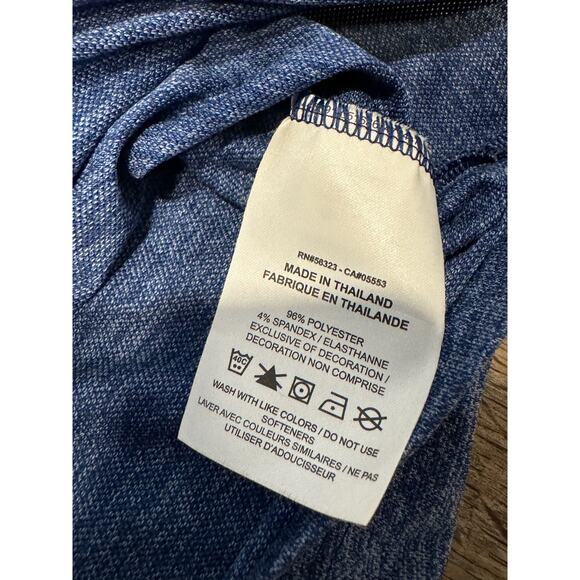 RN#56323 - CA#05553
MADE IN THAILAND
FABRIQUE EN THAILANDE
96% POLYESTER
4% SPANDEX / ELASTHANNE
EXCLUSIVE OF DECORATION /
DECORATION NON COMPRISE
40C
WASH WITH LIKE COLORS / DO NOT USE
SOFTENERS
LAVER AVEC COULEURS SIMILAIRES / NE PAS
UTILISER D'ADOUCISSEUR